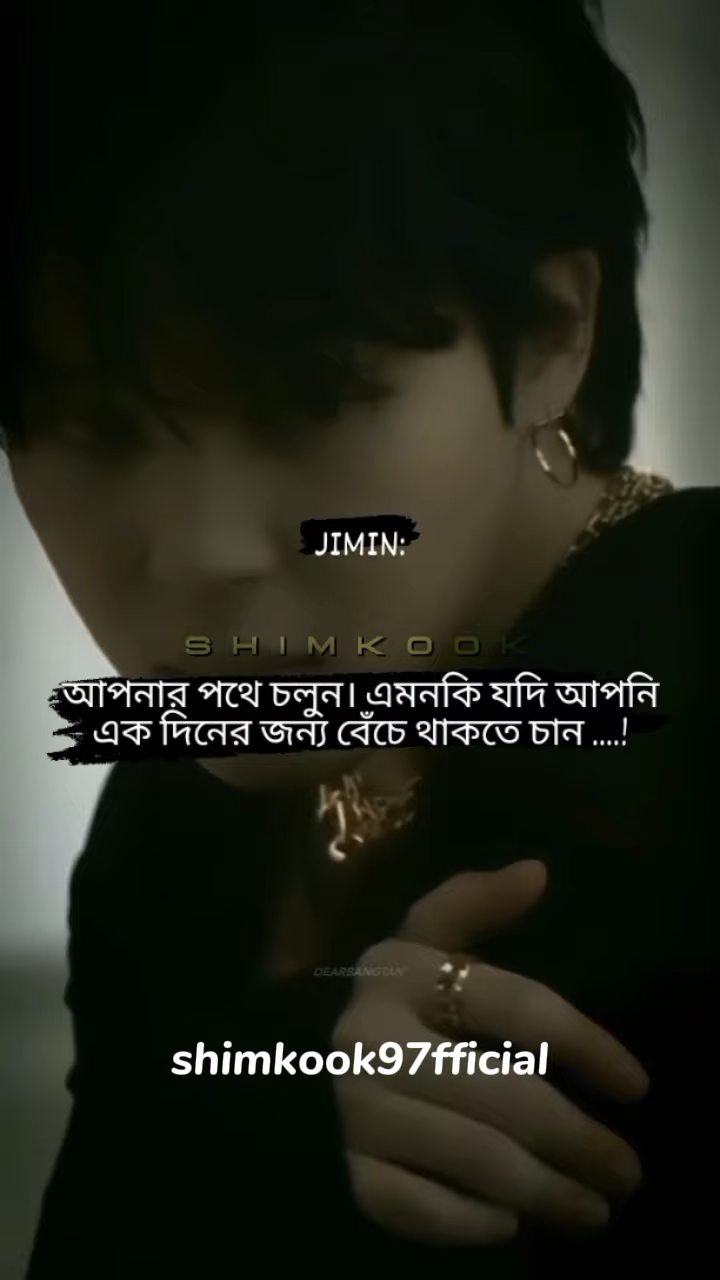 JIMIN:
SHIMKOOK
আপনার পথে চলুন। এমনকি যদি আপনি
এক দিনের জন্য বেঁচে থাকতে চান ....!
DEARBANGTAN
shimkook97fficial